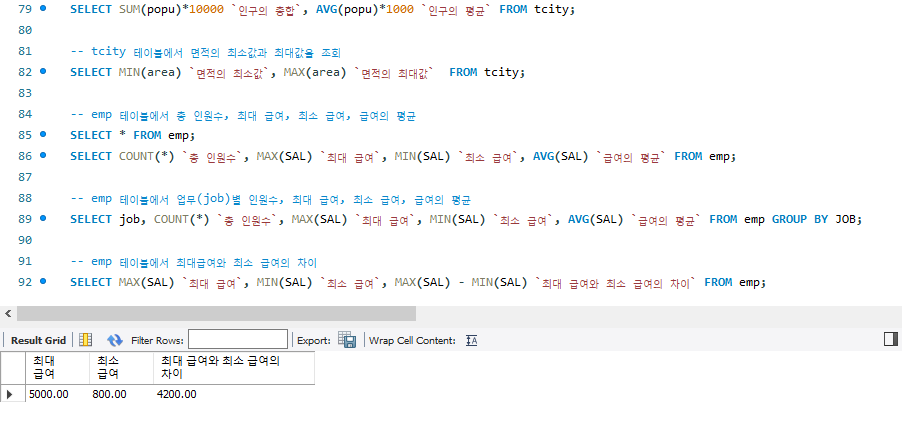 79 SELECT SUM(popu)*10000 `인구의 총합`, AVG(popu)*1000 `인구의 평균` FROM tcity;
80
81 -- tcity 테이블에서 면적의 최소값과 최대값을 조회
82 SELECT MIN(area) `면적의 최소값`, MAX(area) `면적의 최대값`  FROM tcity;
83
84 -- emp 테이블에서 총 인원수, 최대 급여, 최소 급여, 급여의 평균
85 SELECT * FROM emp;
86 SELECT COUNT(*) `총 인원수`, MAX(SAL) `최대 급여`, MIN(SAL) `최소 급여`, AVG(SAL) `급여의 평균` FROM emp;
87
88 -- emp 테이블에서 업무(job)별 인원수, 최대 급여, 최소 급여, 급여의 평균
89 SELECT job, COUNT(*) `총 인원수`, MAX(SAL) `최대 급여`, MIN(SAL) `최소 급여`, AVG(SAL) `급여의 평균` FROM emp GROUP BY JOB;
90
91 -- emp 테이블에서 최대급여와 최소 급여의 차이
92 SELECT MAX(SAL) `최대 급여`, MIN(SAL) `최소 급여`, MAX(SAL) - MIN(SAL) `최대 급여와 최소 급여의 차이` FROM emp;
Result Grid Filter Rows: Export: Wrap Cell Content:
최대 최소 최대 급여와 최소 급여의
급여 급여 차이
5000.00 800.00 4200.00